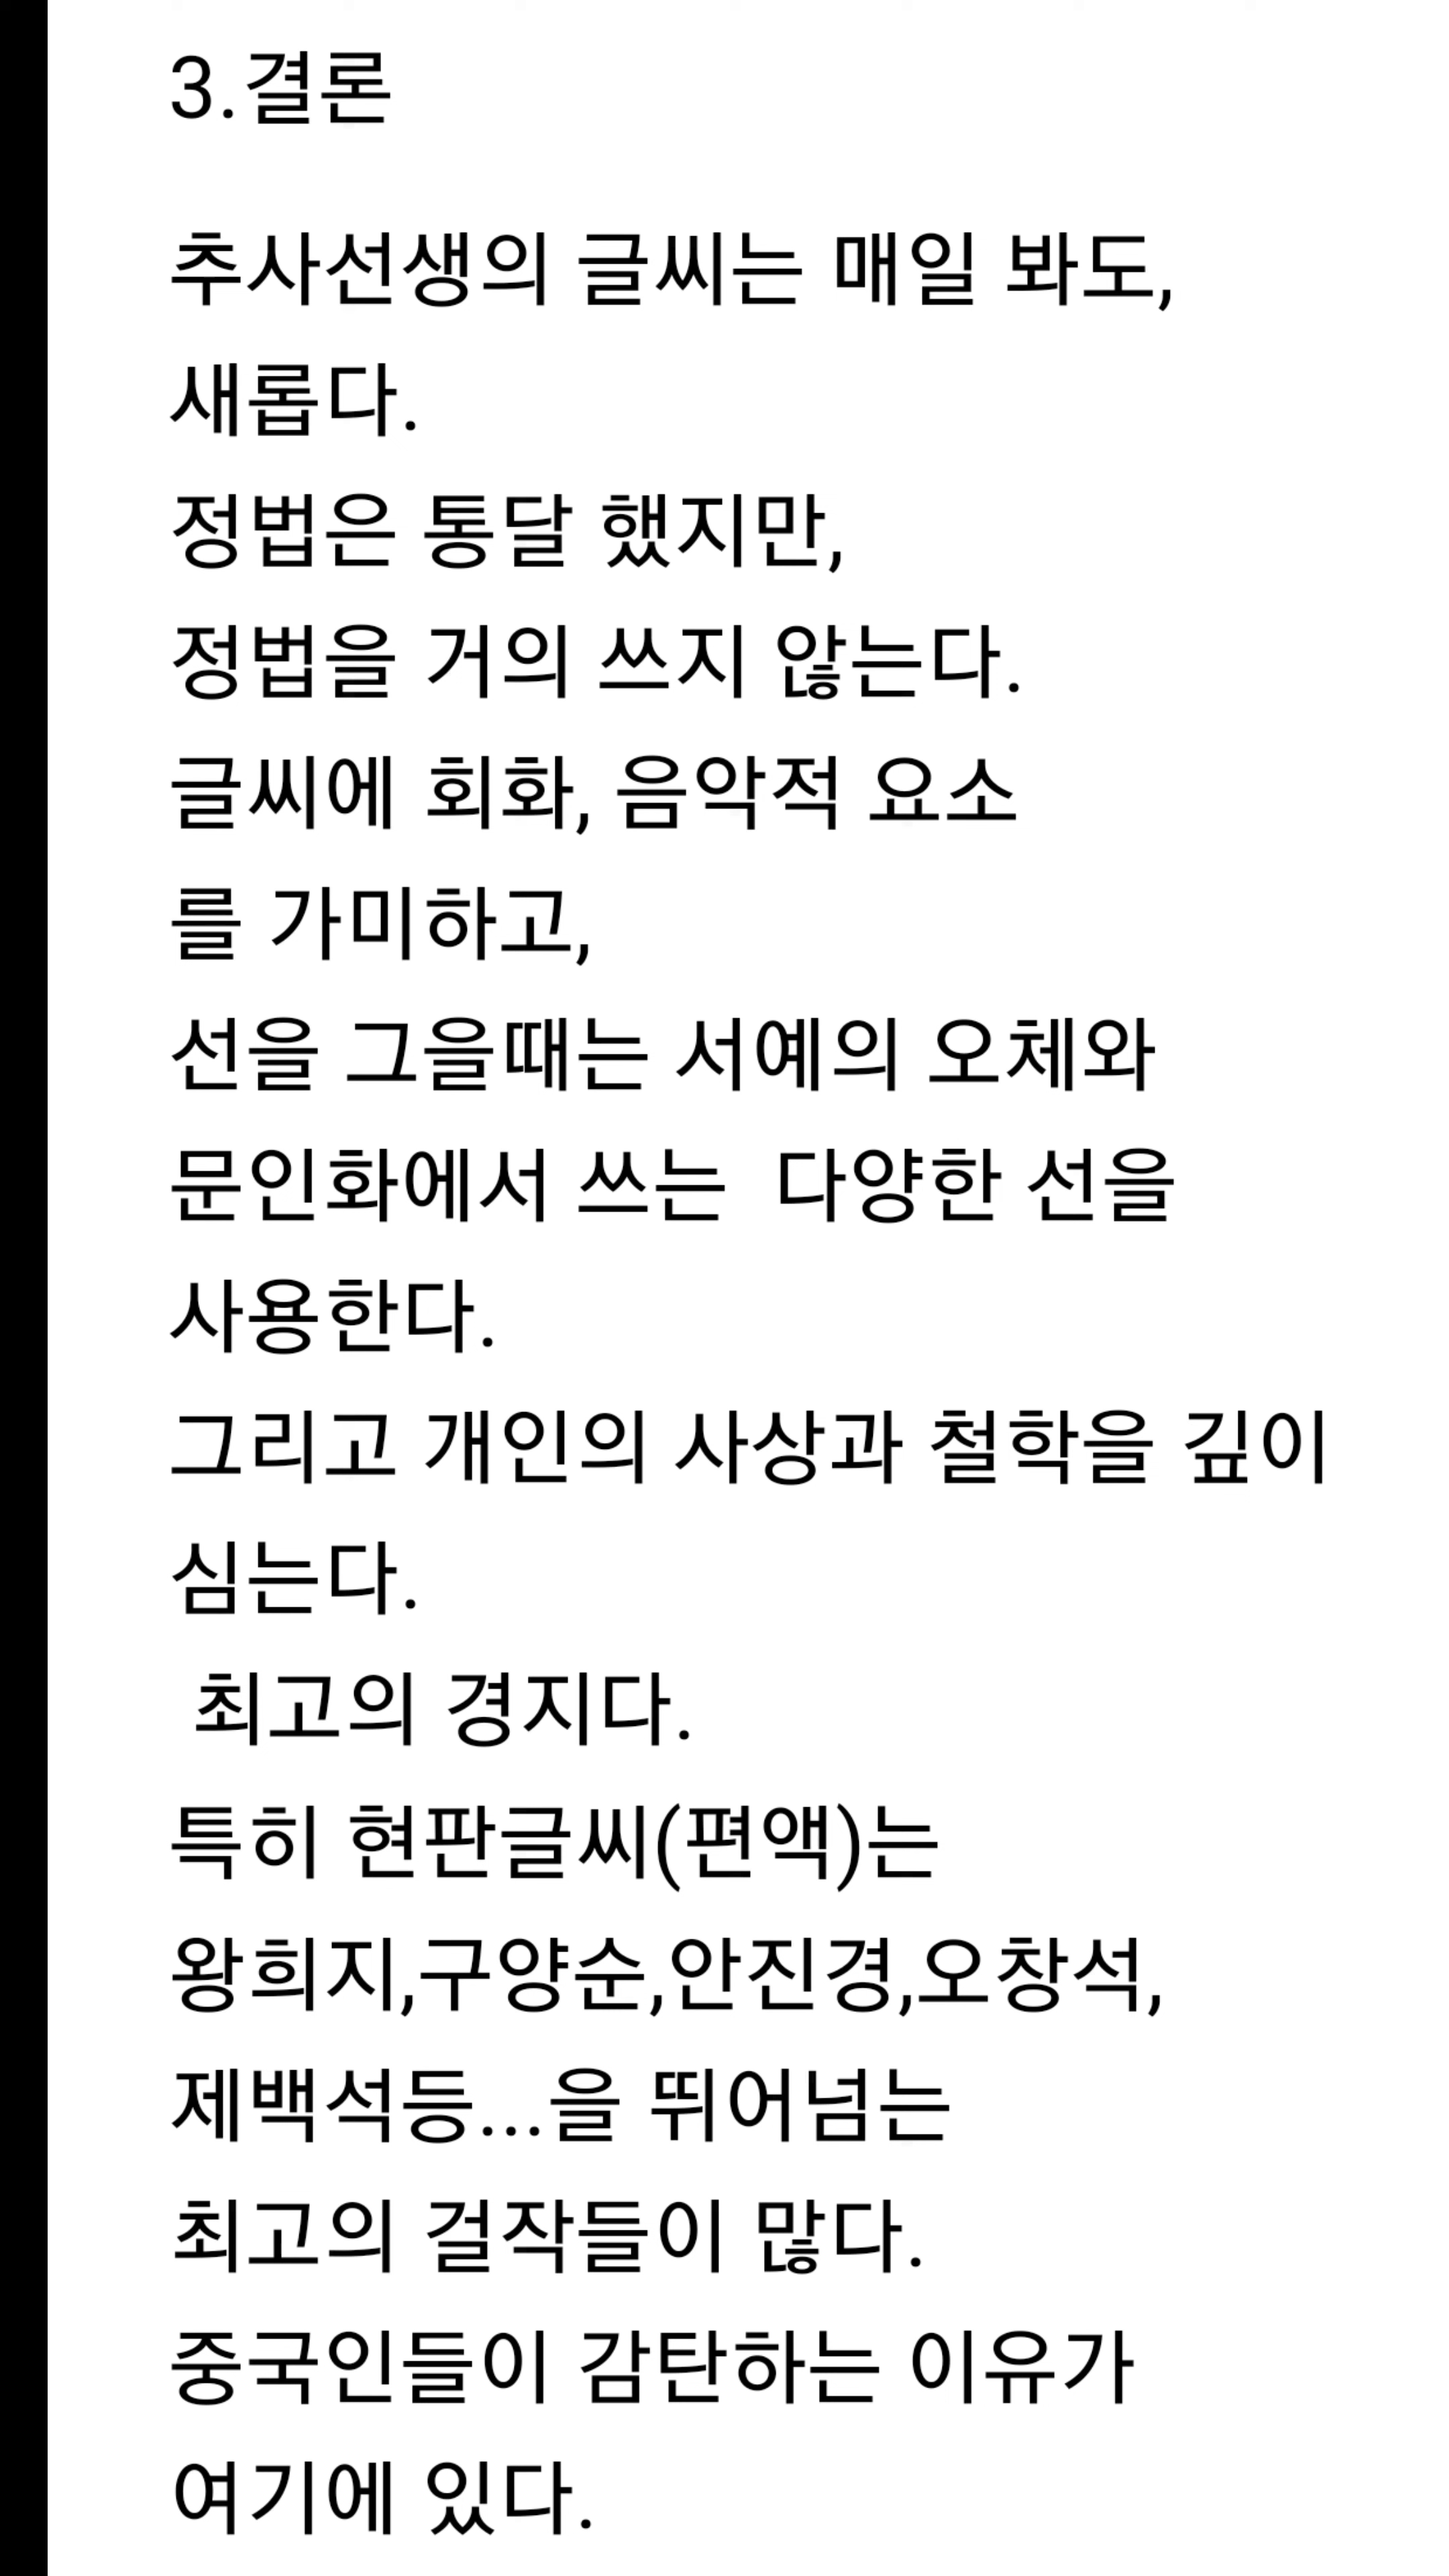 3.결론
추사선생의 글씨는 매일 봐도,
새롭다.
정법은 통달 했지만,
정법을 거의 쓰지 않는다.
글씨에 회화, 음악적 요소
를 가미하고,
선을 그을때는 서예의 오체와
문인화에서 쓰는  다양한 선을
사용한다.
그리고 개인의 사상과 철학을 깊이
심는다.
최고의 경지다.
특히 현판글씨(편액)는
왕희지,구양순,안진경,오창석,
제백석등...을 뛰어넘는
최고의 걸작들이 많다.
중국인들이 감탄하는 이유가
여기에 있다.